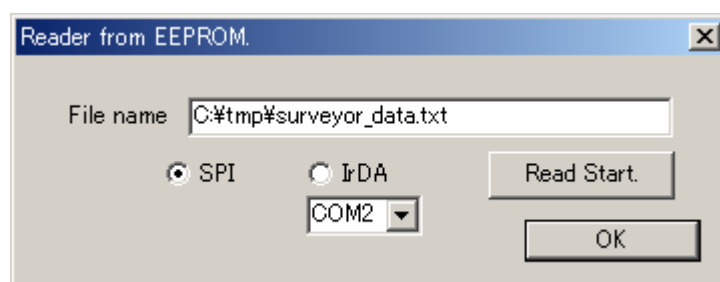 Reader from EEPROM.
File name C:¥tmp¥surveyor_data.txt
SPI IrDA Read Start.
COM2
OK